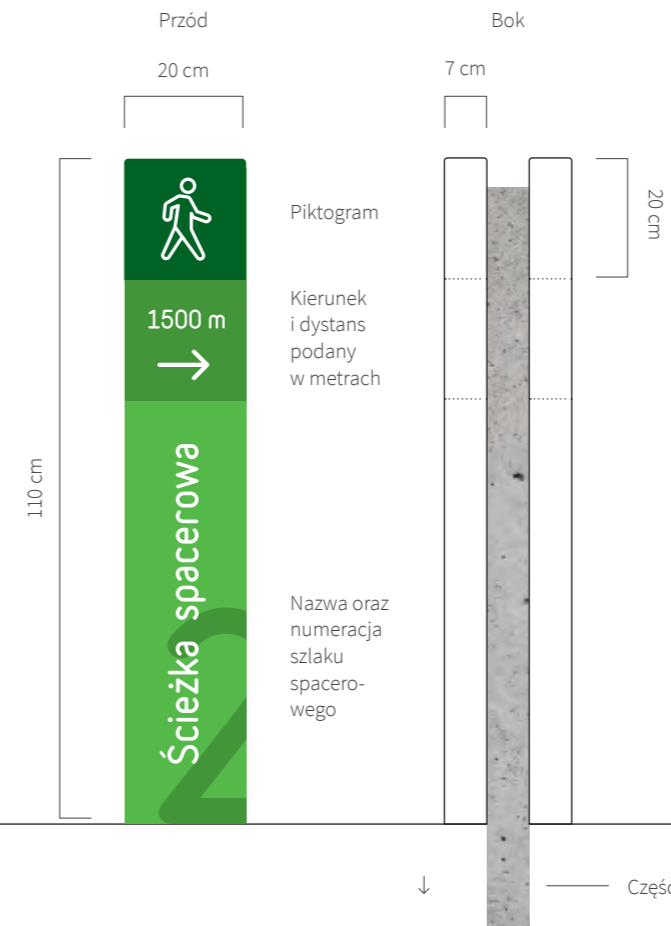 Przód
Bok
20 cm
7 cm
20 cm
Piktogram
1500 m
Kierunek
i dystans
podany
w metrach
110 cm
Ścieżka spacerowa
2
Nazwa oraz
numeracja
szlaku
spacero-
wego